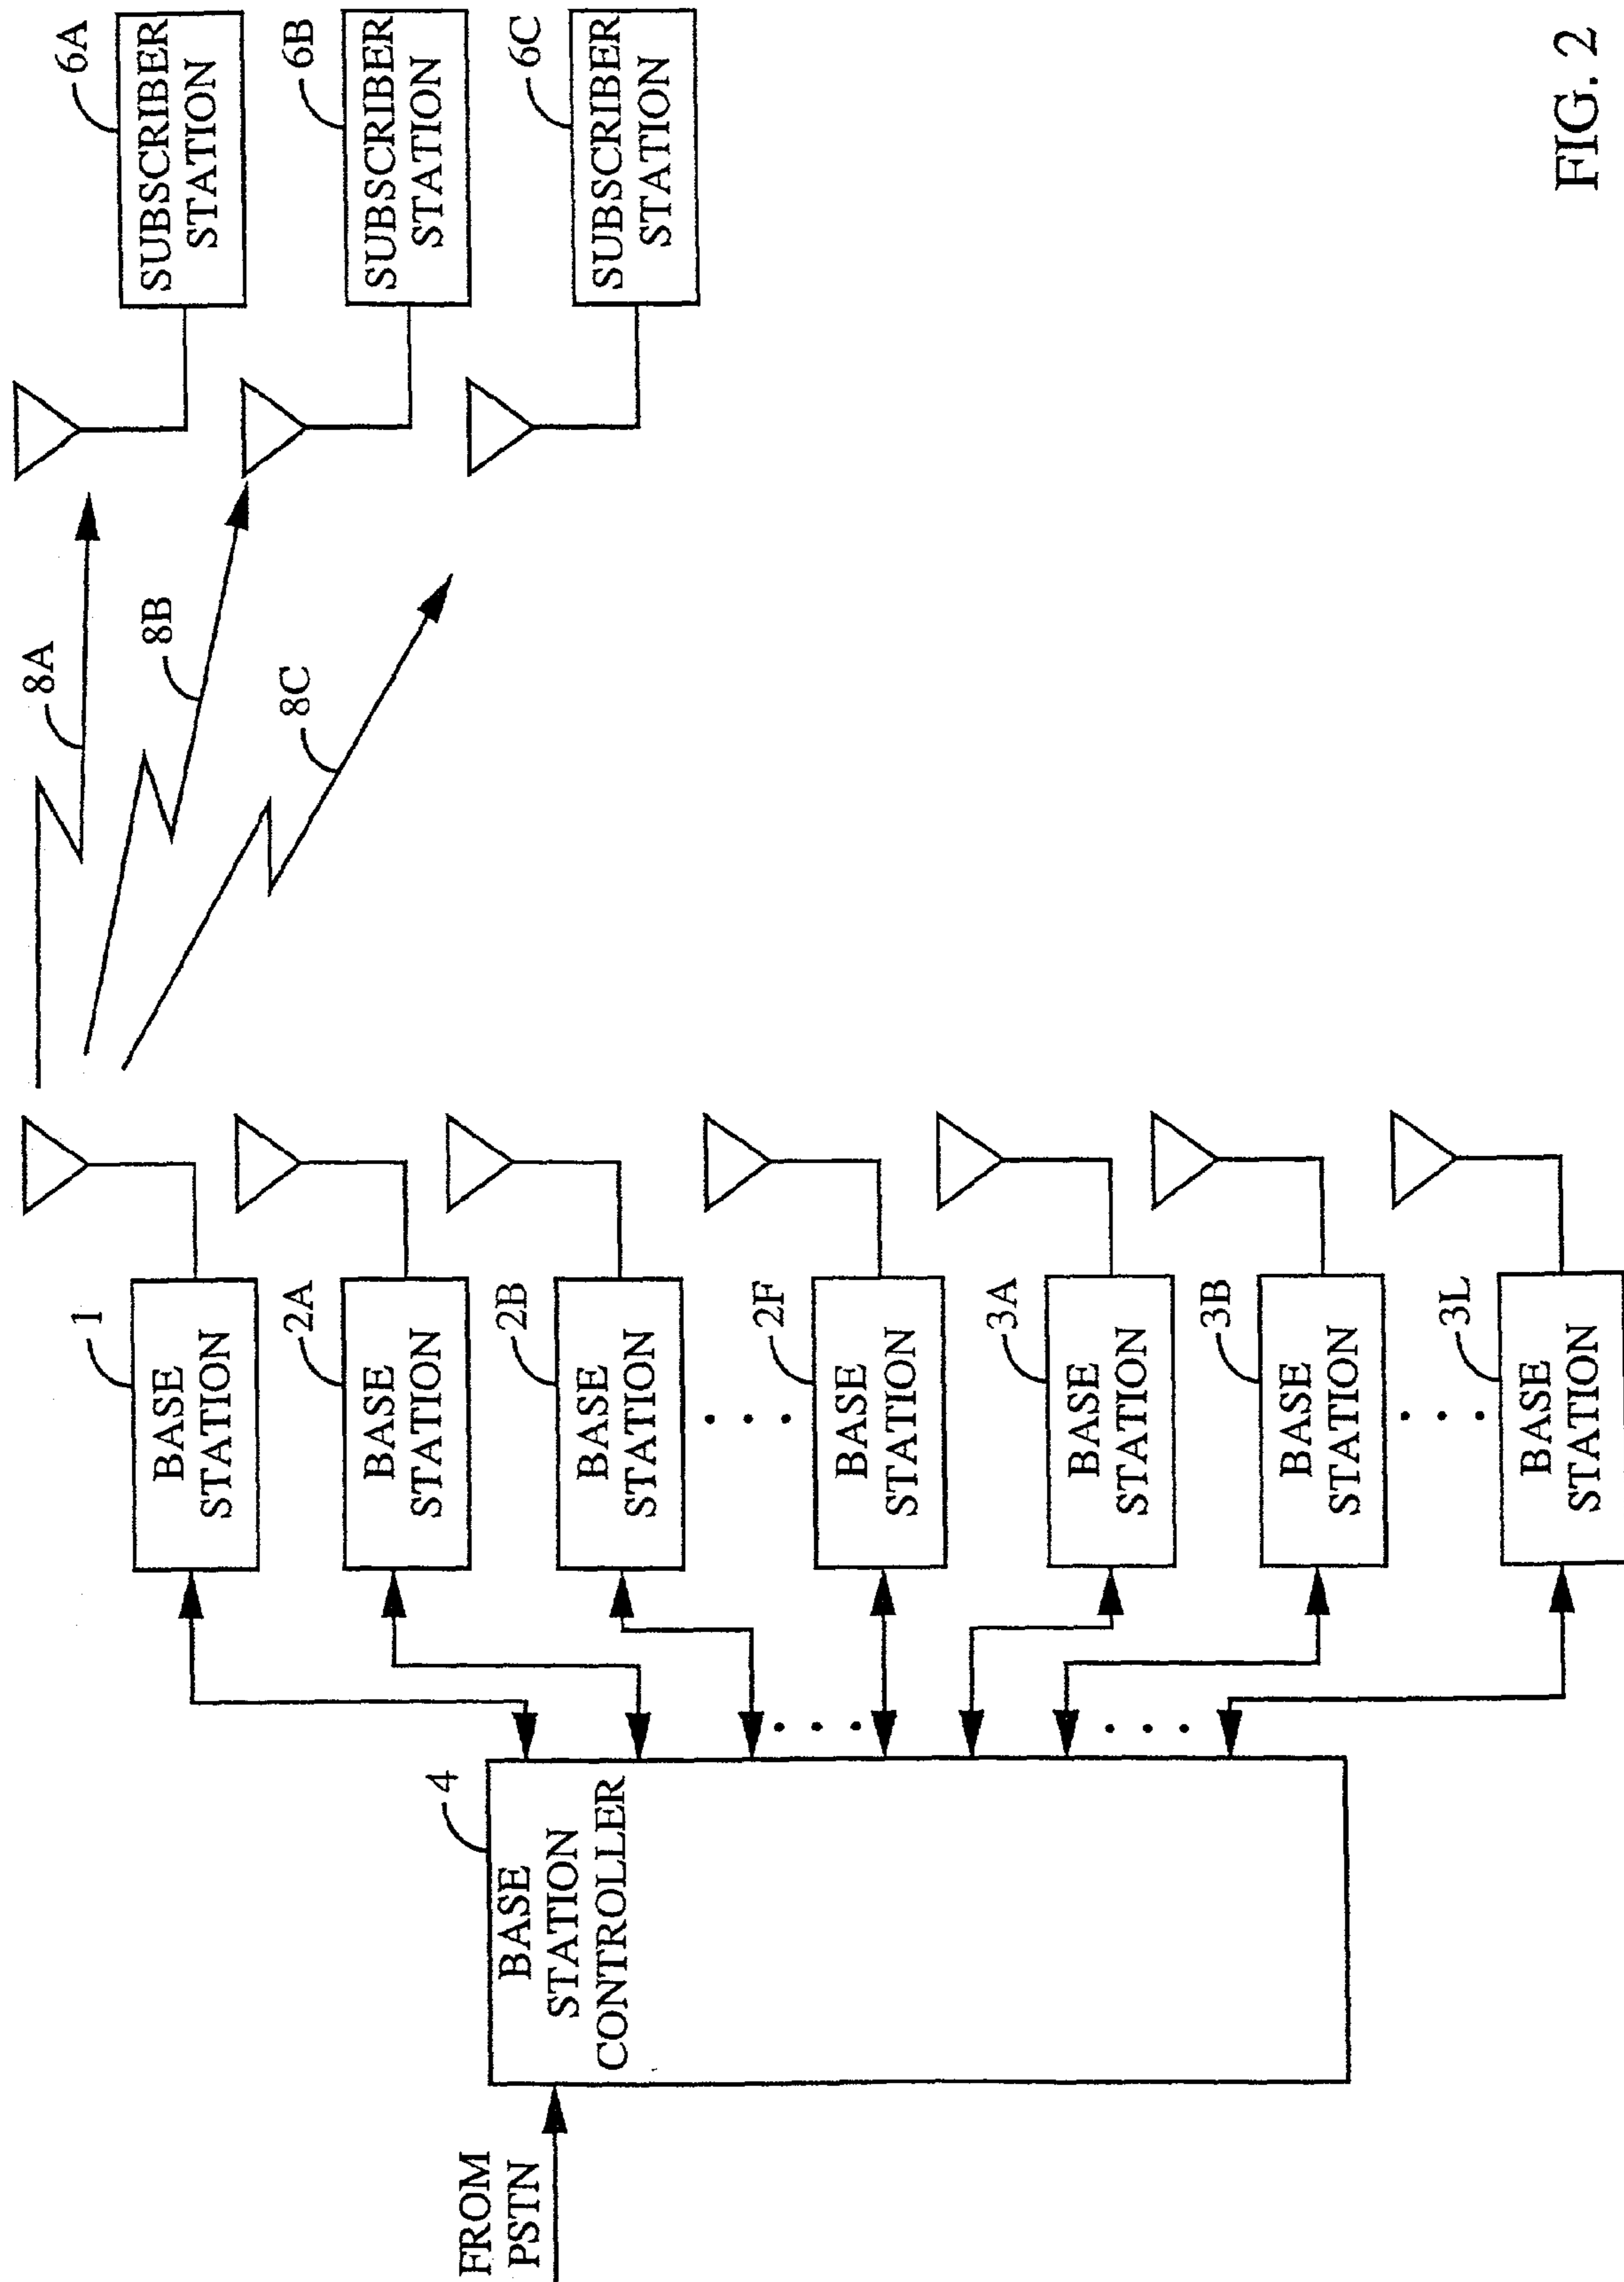 FROM
PSTN
4
BASE
STATION
CONTROLLER
1
BASE
STATION
2A
BASE
STATION
2B
BASE
STATION
2F
BASE
STATION
3A
BASE
STATION
3B
BASE
STATION
3L
BASE
STATION
8A
8B
8C
6A
SUBSCRIBER
STATION
6B
SUBSCRIBER
STATION
6C
SUBSCRIBER
STATION
FIG. 2